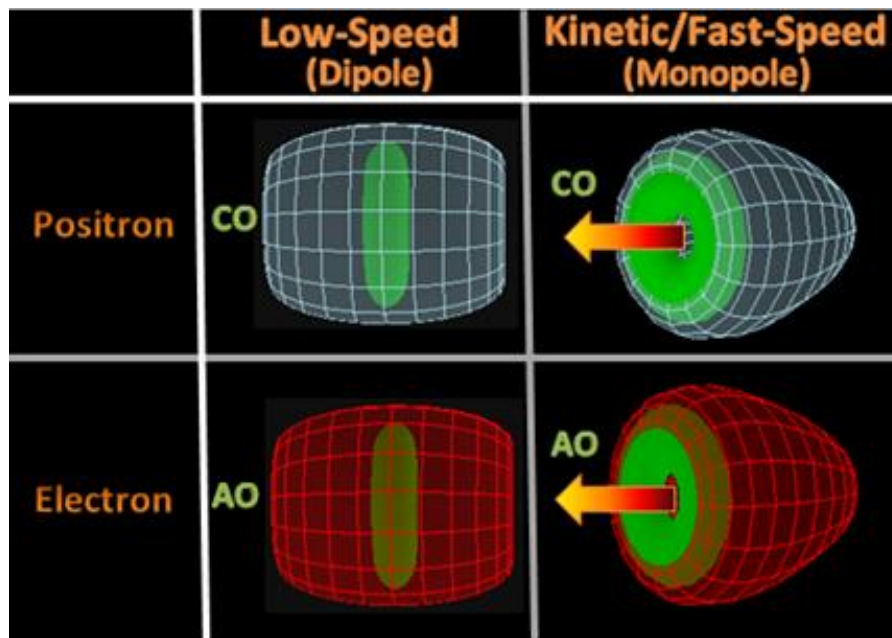 Low-Speed
(Dipole)
Kinetic/Fast-Speed
(Monopole)
Positron
CO
CO
Electron
AO
AO